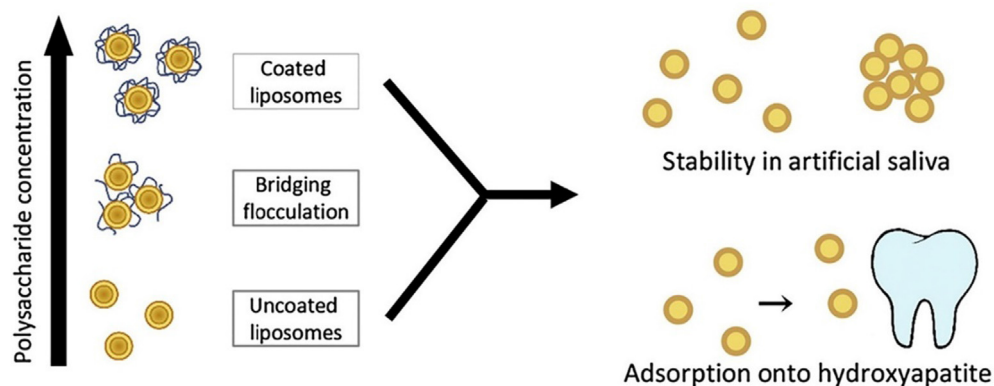 Polysaccharide concentration
Coated
liposomes
Bridging
flocculation
Uncoated
liposomes
Stability in artificial saliva
Adsorption onto hydroxyapatite